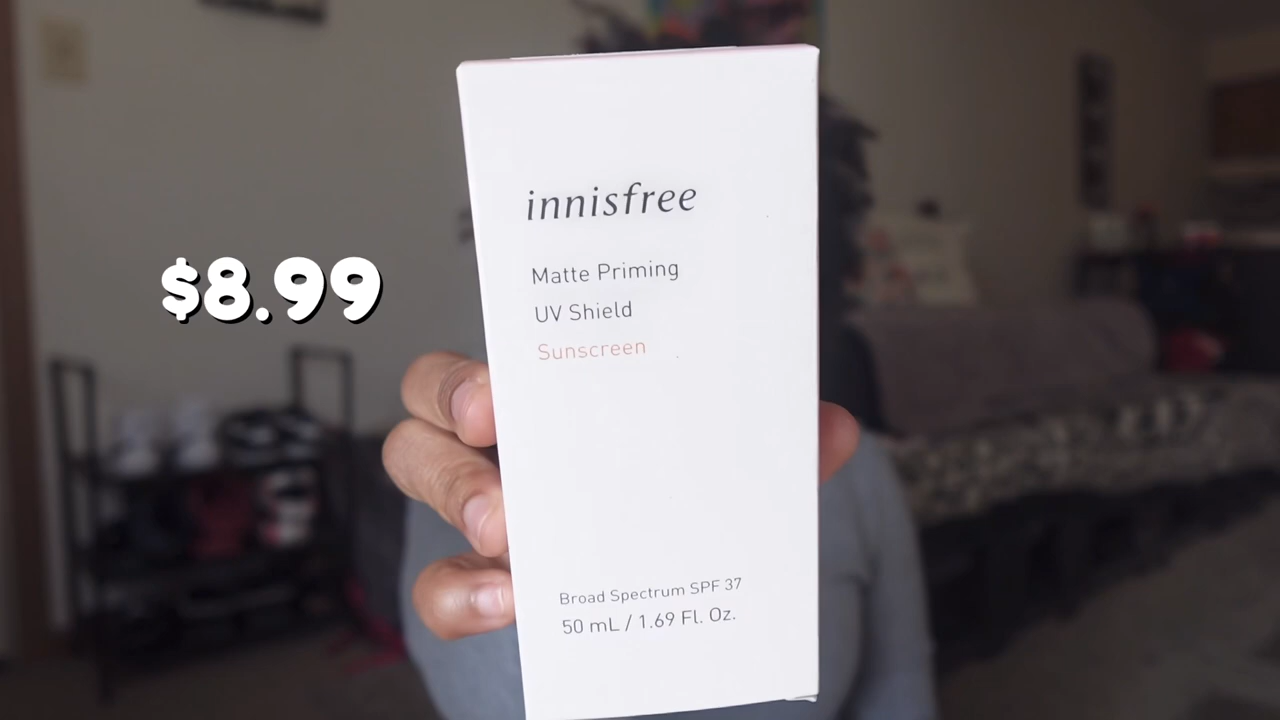 $8.99
innisfree
Matte Priming
UV Shield
Sunscreen
Broad Spectrum SPF 37
50 mL / 1.69 Fl. Oz.